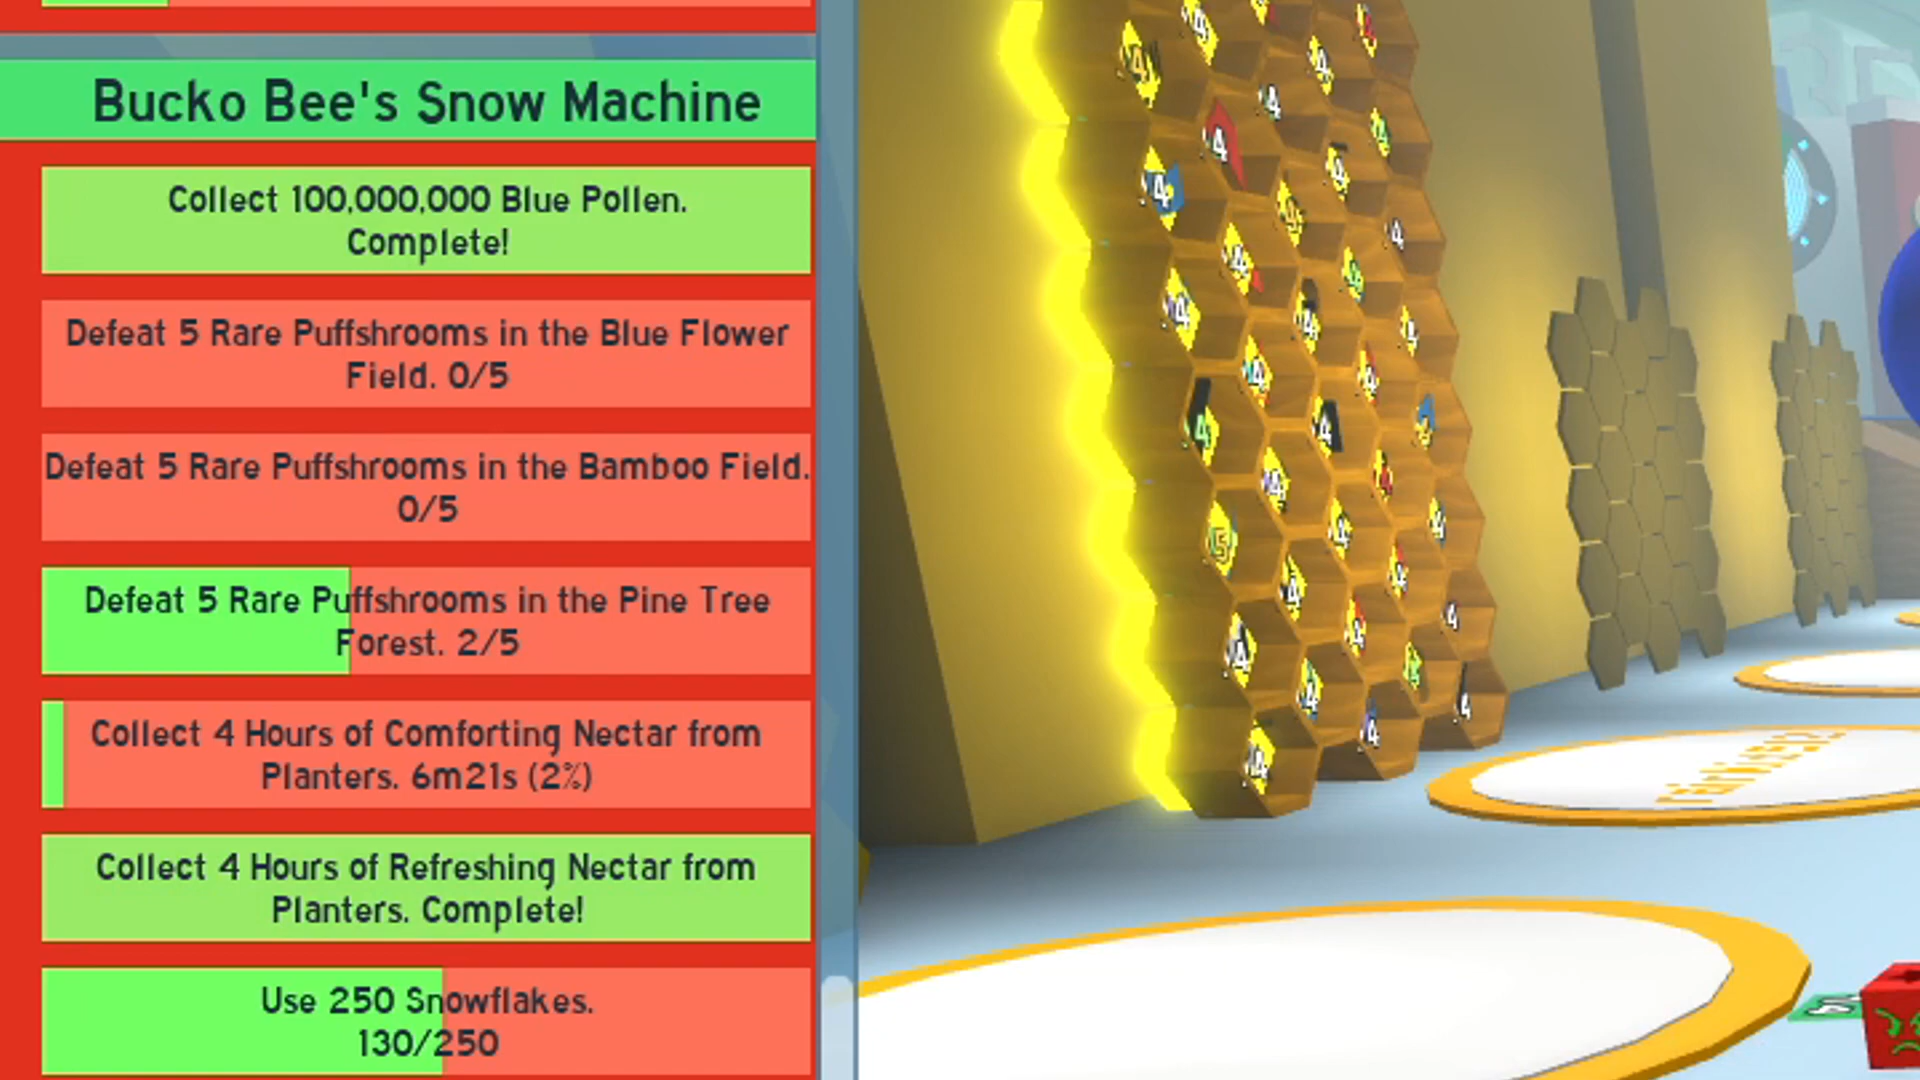 Bucko Bee's Snow Machine
Collect 100,000,000 Blue Pollen.
Complete!
Defeat 5 Rare Puffshrooms in the Blue Flower
Field. 0/5
Defeat 5 Rare Puffshrooms in the Bamboo Field.
0/5
Defeat 5 Rare Puffshrooms in the Pine Tree
Forest. 2/5
Collect 4 Hours of Comforting Nectar from
Planters. 6m21s (2%)
Collect 4 Hours of Refreshing Nectar from
Planters. Complete!
Use 250 Snowflakes.
130/250